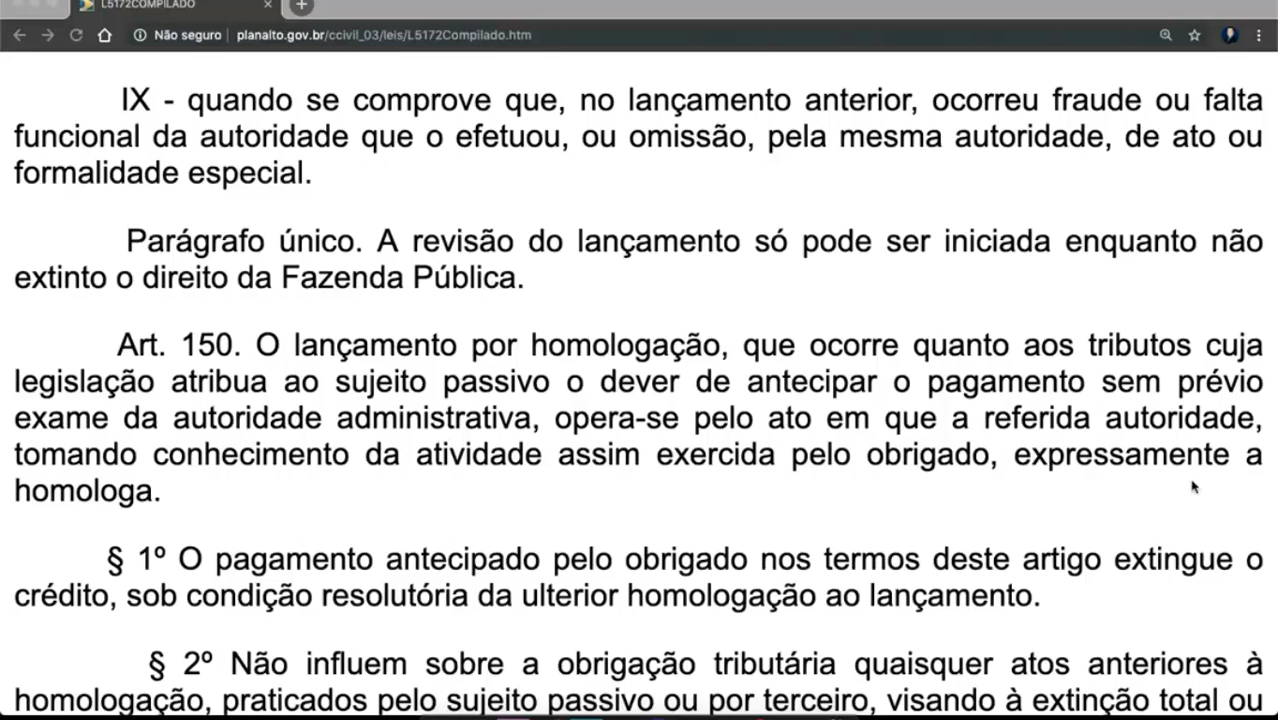 L5172COMPILADO
Não seguro planalto.gov.br/ccivil_03/leis/L5172Compilado.htm
IX - quando se comprove que, no lançamento anterior, ocorreu fraude ou falta
funcional da autoridade que o efetuou, ou omissão, pela mesma autoridade, de ato ou
formalidade especial.
Parágrafo único. A revisão do lançamento só pode ser iniciada enquanto não
extinto o direito da Fazenda Pública.
Art. 150. O lançamento por homologação, que ocorre quanto aos tributos cuja
legislação atribua ao sujeito passivo o dever de antecipar o pagamento sem prévio
exame da autoridade administrativa, opera-se pelo ato em que a referida autoridade,
tomando conhecimento da atividade assim exercida pelo obrigado, expressamente a
homologa.
§ 1º O pagamento antecipado pelo obrigado nos termos deste artigo extingue o
crédito, sob condição resolutória da ulterior homologação ao lançamento.
§ 2º Não influem sobre a obrigação tributária quaisquer atos anteriores à
homologação, praticados pelo sujeito passivo ou por terceiro, visando à extinção total ou